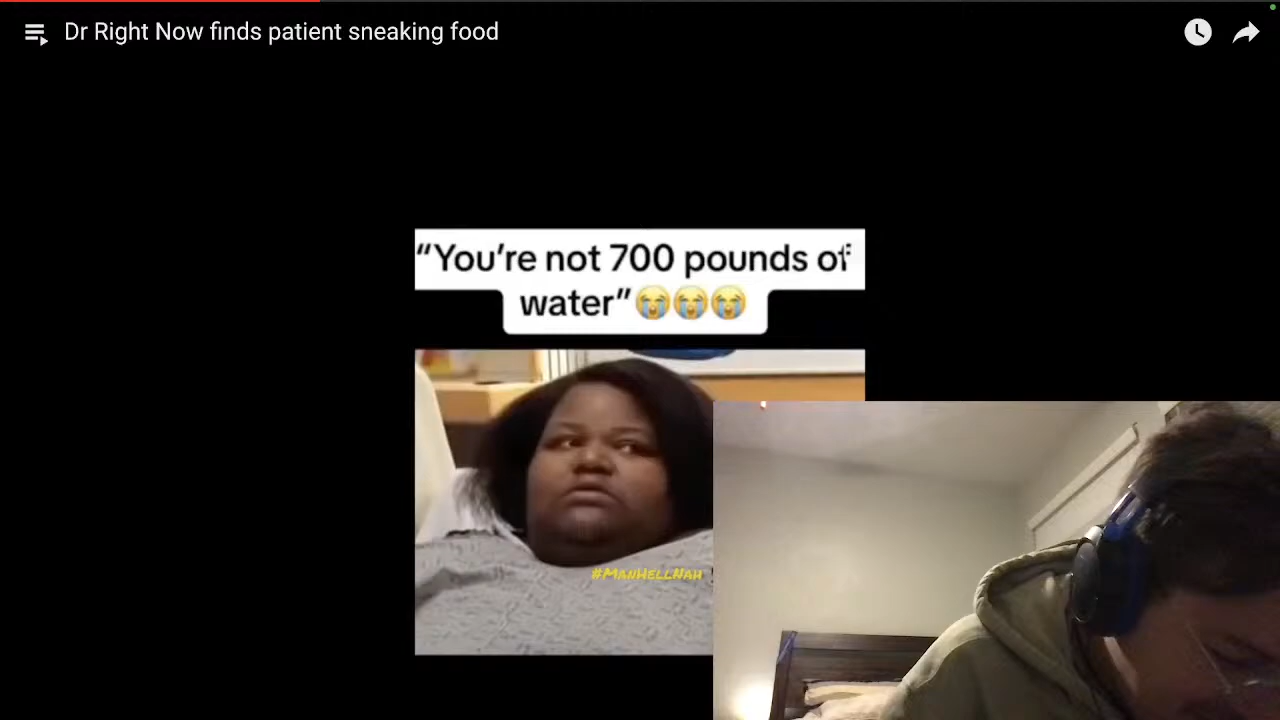 Dr Right Now finds patient sneaking food
“You’re not 700 pounds of
water”😭😭😭
#ManHellNah